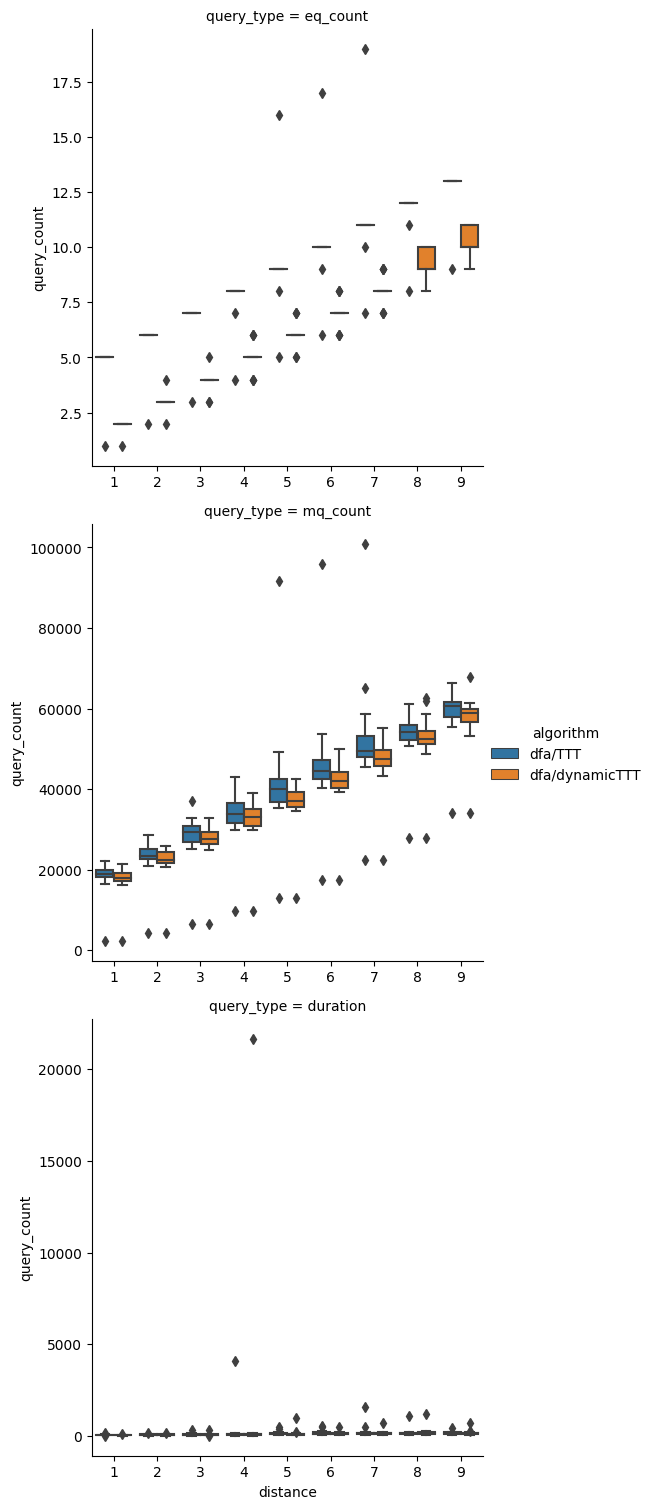 query_type = eq_count
17.5
15.0
12.5
10.0
7.5
5.0
2.5
query_count
1 2 3 4 5 6 7 8 9
query_type = mq_count
100000
80000
60000
40000
20000
0
query_count
1 2 3 4 5 6 7 8 9
algorithm
dfa/TTT
dfa/dynamicTTT
query_type = duration
20000
15000
10000
5000
0
query_count
1 2 3 4 5 6 7 8 9
distance